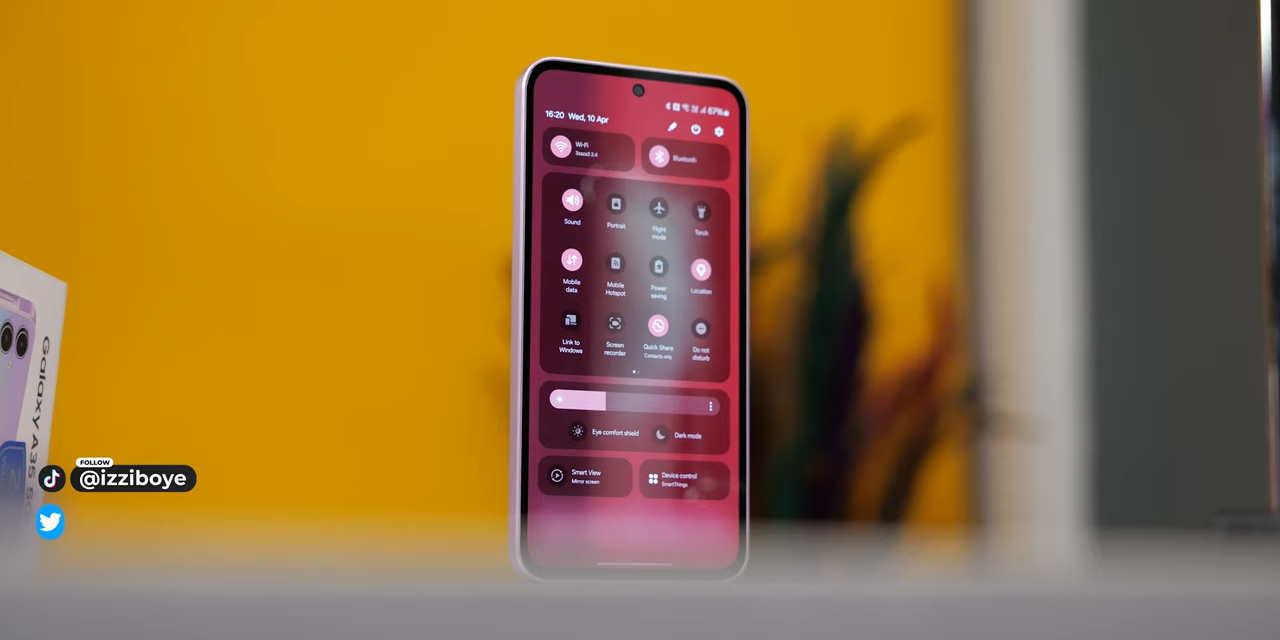 16:20 Wed, 10 Apr
67%
Wi-Fi
Bluetooth
Sound
Portrait
Flight
mode
Torch
Mobile
data
Mobile
Hotspot
Power
saving
Location
Link to
Windows
Screen
recorder
Quick Share
Contacts only
Do not
disturb
Eye comfort shield
Dark mode
Smart View
Mirror screen
Device control
SmartThings
Galaxy A35
FOLLOW
@izziboye